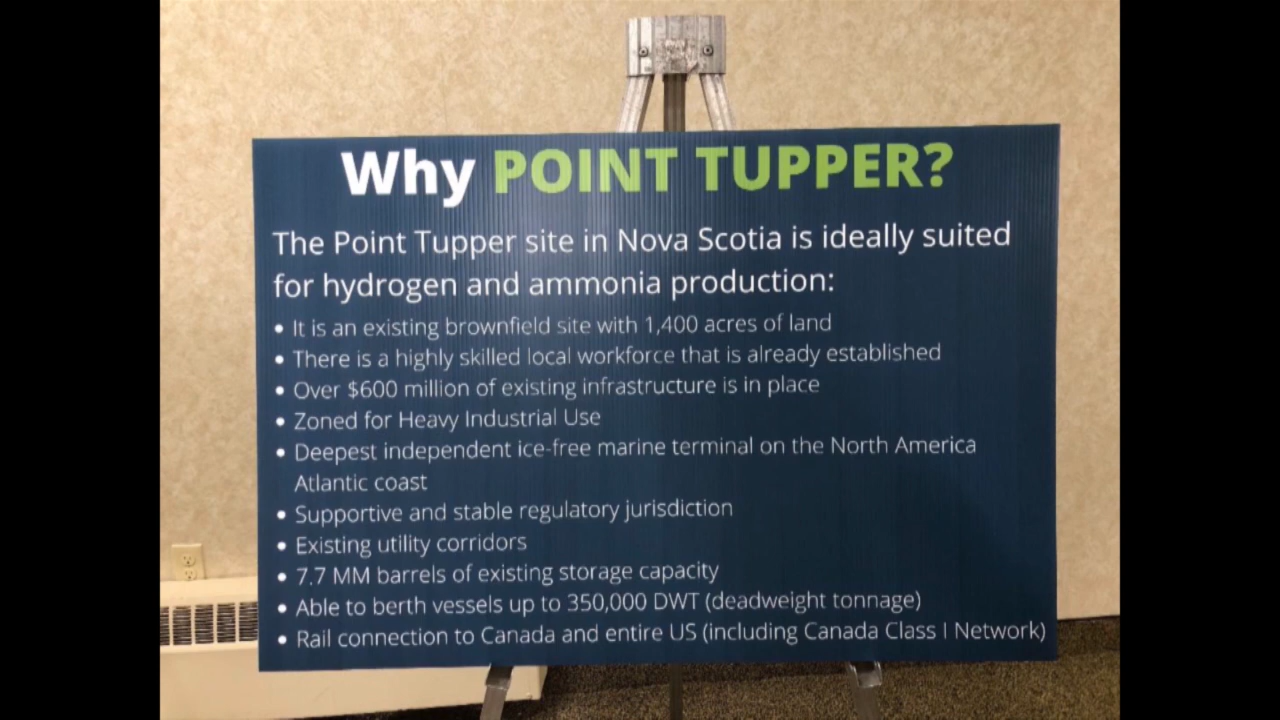 Why POINT TUPPER?
The Point Tupper site in Nova Scotia is ideally suited
for hydrogen and ammonia production:
• It is an existing brownfield site with 1,400 acres of land
• There is a highly skilled local workforce that is already established
• Over $600 million of existing infrastructure is in place
• Zoned for Heavy Industrial Use
• Deepest independent ice-free marine terminal on the North America
Atlantic coast
• Supportive and stable regulatory jurisdiction
• Existing utility corridors
• 7.7 MM barrels of existing storage capacity
• Able to berth vessels up to 350,000 DWT (deadweight tonnage)
• Rail connection to Canada and entire US (including Canada Class I Network)